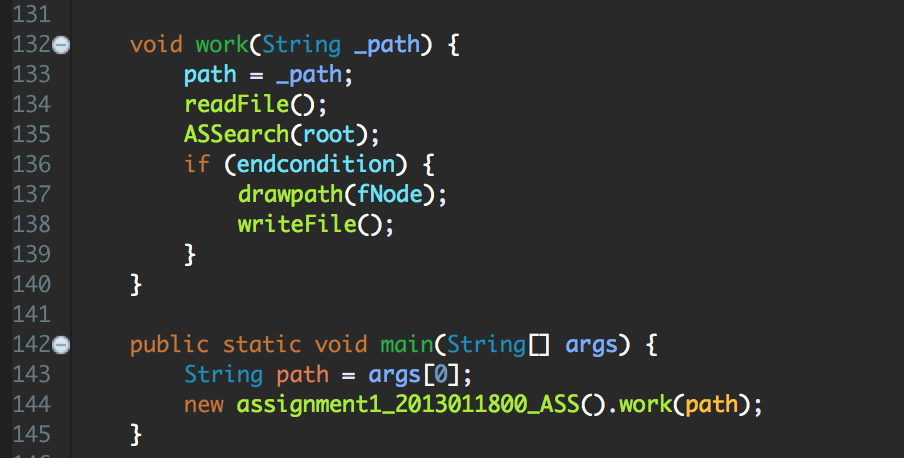 131
132 void work(String _path) {
133 path = _path;
134 readFile();
135 ASSearch(root);
136 if (endcondition) {
137 drawpath(fNode);
138 writeFile();
139 }
140 }
141
142 public static void main(String[] args) {
143 String path = args[0];
144 new assignment1_2013011800_ASS().work(path);
145 }